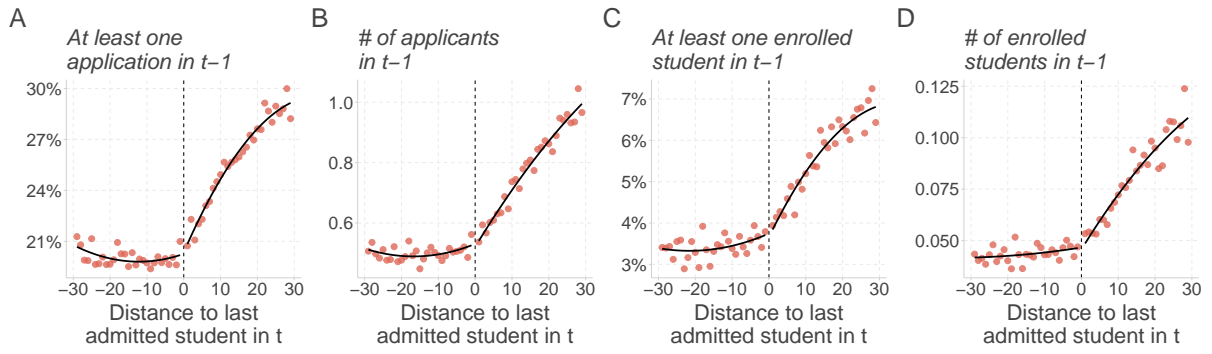 A
At least one
application in t−1
30%
27%
24%
21%
−30 −20 −10 0 10 20 30
Distance to last
admitted student in t
B
# of applicants
in t−1
1.0
0.8
0.6
−30 −20 −10 0 10 20 30
Distance to last
admitted student in t
C
At least one enrolled
student in t−1
7%
6%
5%
4%
3%
−30 −20 −10 0 10 20 30
Distance to last
admitted student in t
D
# of enrolled
students in t−1
0.125
0.100
0.075
0.050
−30 −20 −10 0 10 20 30
Distance to last
admitted student in t